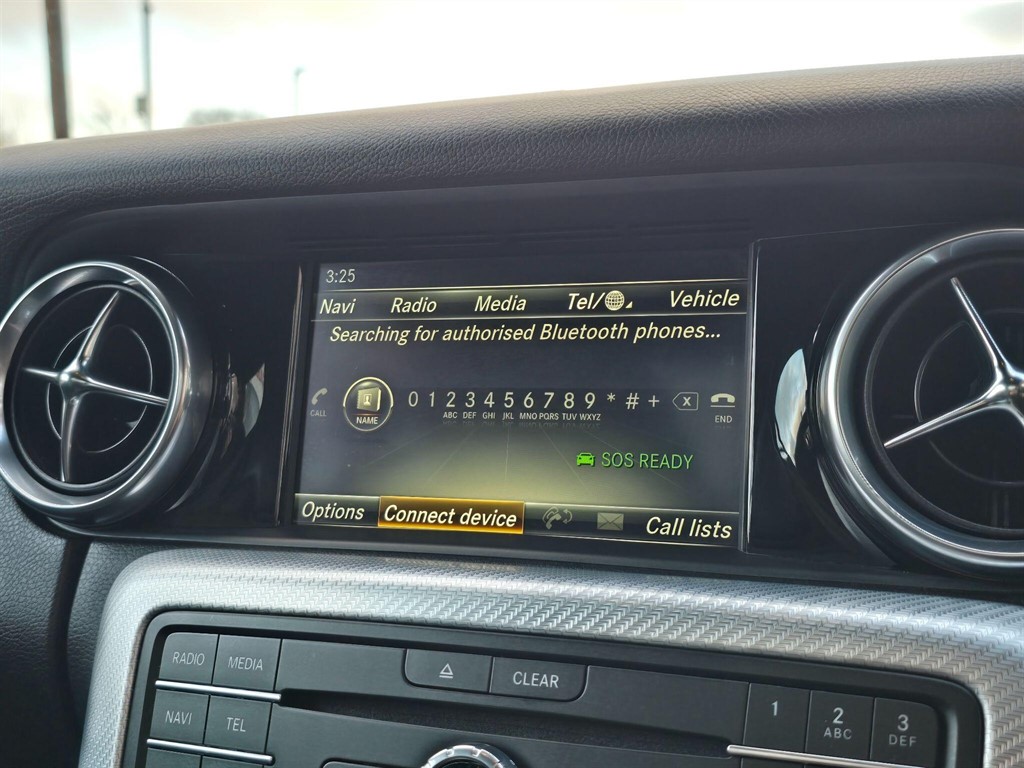 3:25
Navi Radio Media Tel/ Vehicle
Searching for authorised Bluetooth phones...
0 1 2 3 4 5 6 7 8 9 * # + X
ABC DEF GHI JKL MNO PQRS TUV WXYZ
CALL NAME END
SOS READY
Options Connect device Call lists
RADIO MEDIA CLEAR 1 2 ABC 3 DEF
NAVI TEL